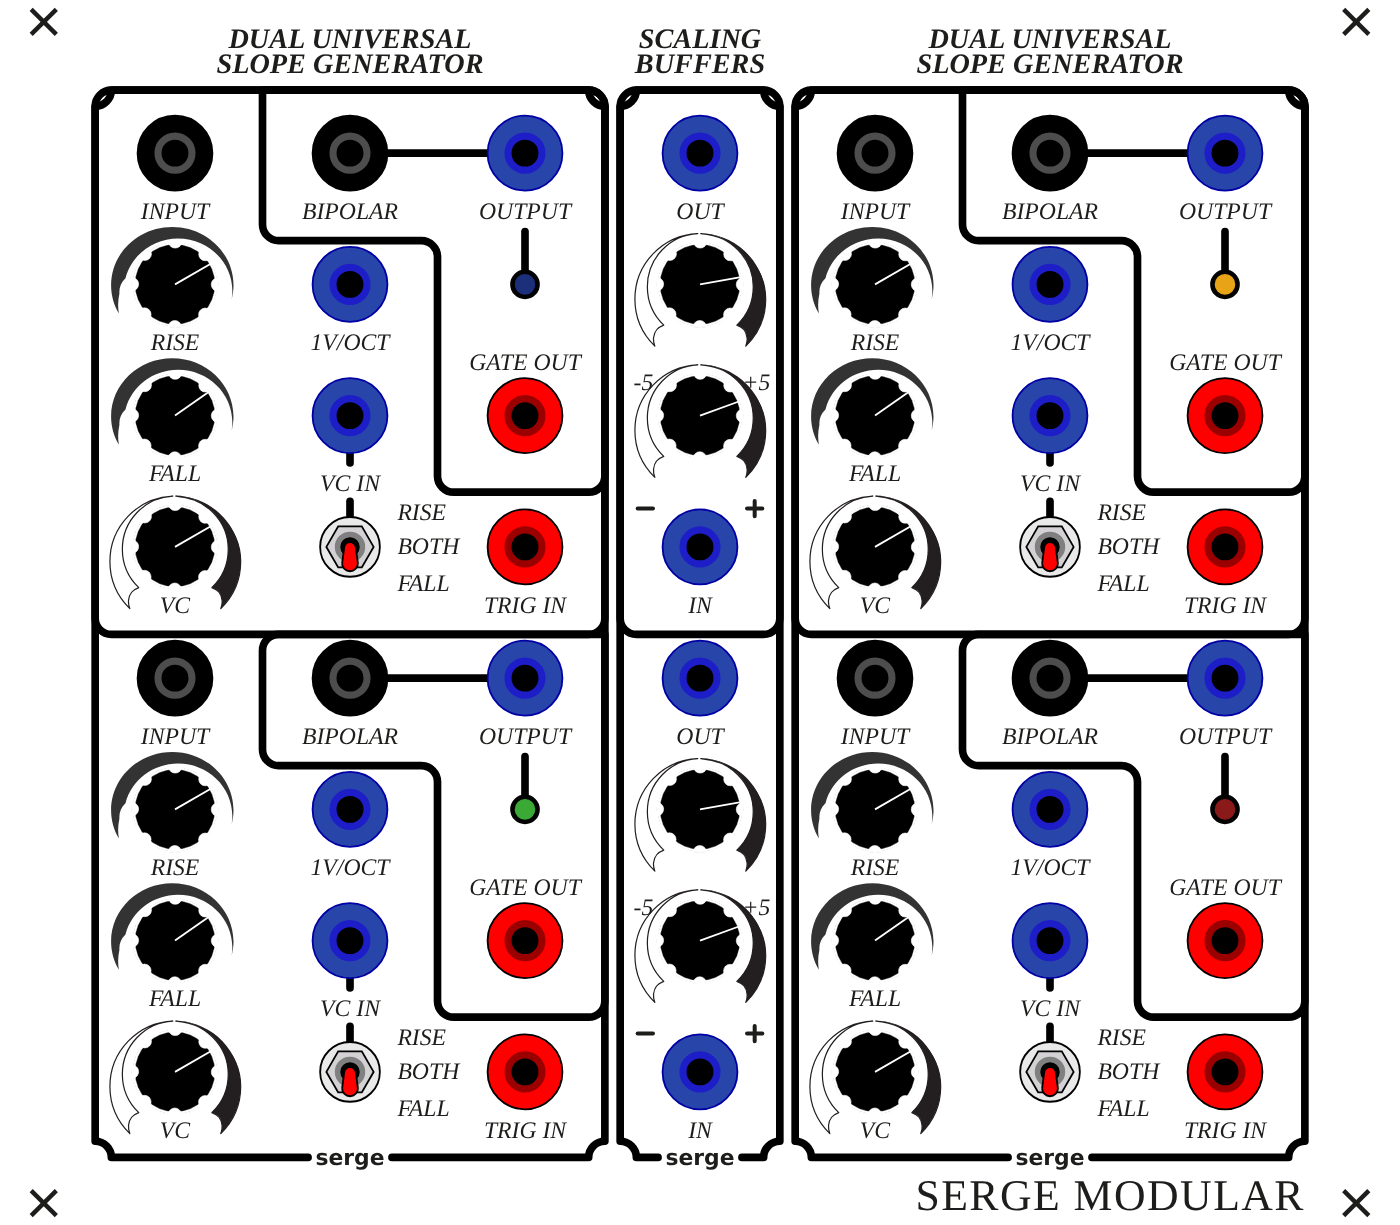 DUAL UNIVERSAL
SLOPE GENERATOR
SCALING
BUFFERS
DUAL UNIVERSAL
SLOPE GENERATOR
INPUT
BIPOLAR
OUTPUT
OUT
INPUT
BIPOLAR
OUTPUT
RISE
1V/OCT
RISE
1V/OCT
GATE OUT
GATE OUT
-5
+5
FALL
VC IN
FALL
VC IN
RISE
− +
RISE
BOTH
BOTH
FALL
FALL
VC
TRIG IN
IN
VC
TRIG IN
INPUT
BIPOLAR
OUTPUT
OUT
INPUT
BIPOLAR
OUTPUT
RISE
1V/OCT
RISE
1V/OCT
GATE OUT
GATE OUT
-5
+5
FALL
VC IN
FALL
VC IN
RISE
− +
RISE
BOTH
BOTH
FALL
FALL
VC
TRIG IN
IN
VC
TRIG IN
serge
serge
serge
SERGE MODULAR